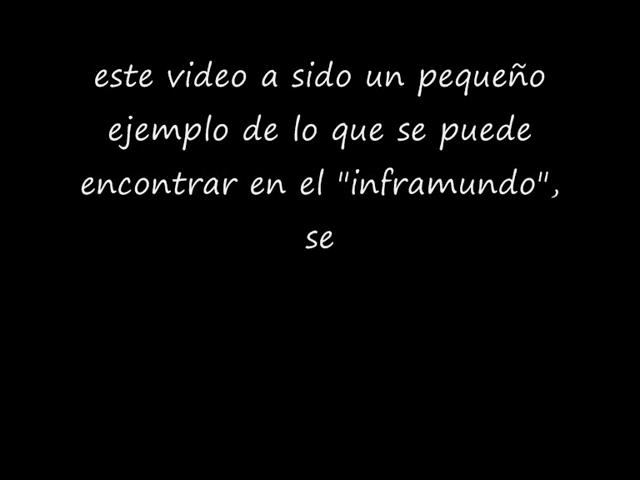 este video a sido un pequeño
ejemplo de lo que se puede
encontrar en el "inframundo",
se